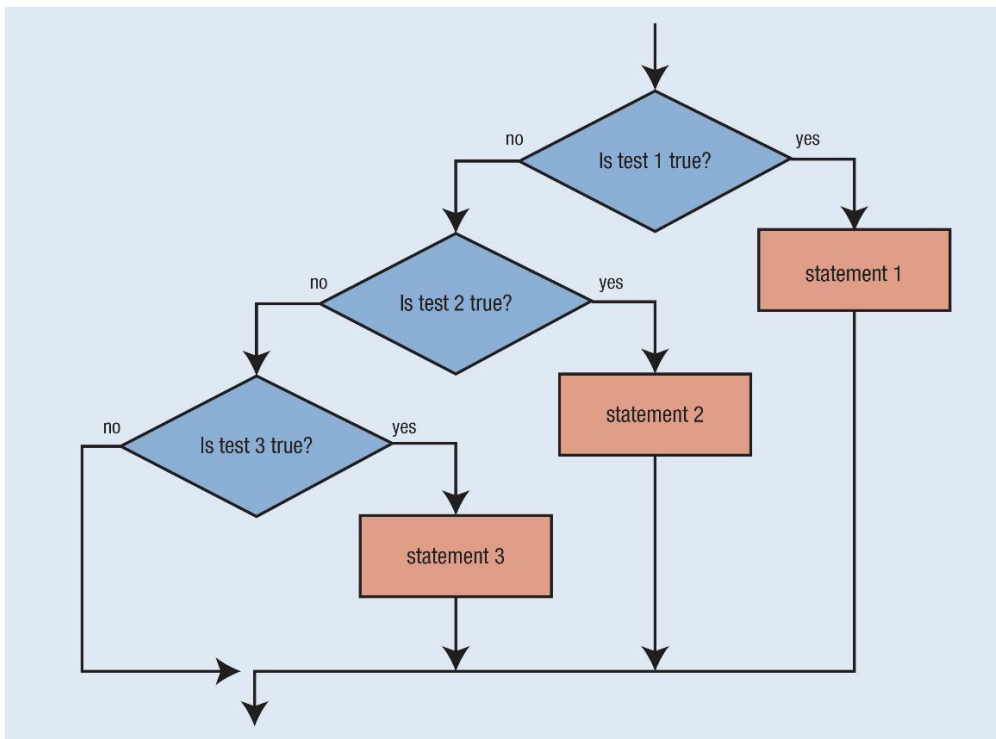 no
Is test 1 true?
yes
statement 1
no
Is test 2 true?
yes
statement 2
no
Is test 3 true?
yes
statement 3